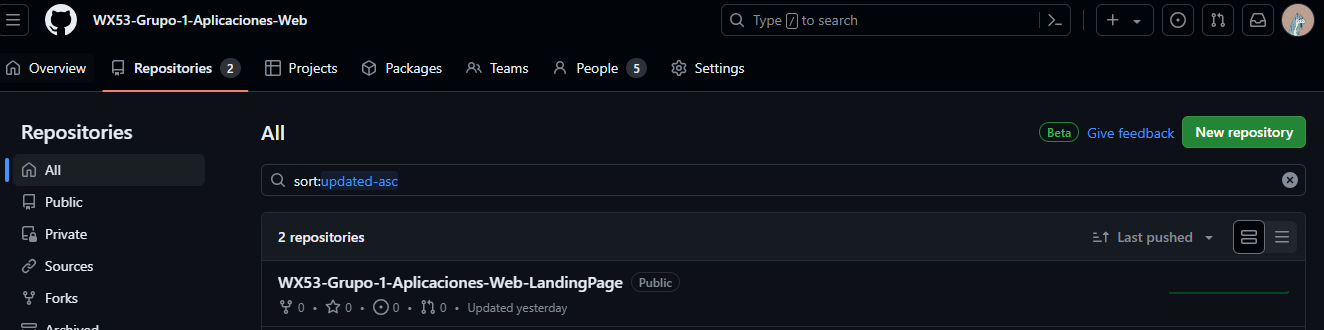 WX53-Grupo-1-Aplicaciones-Web
Type / to search
Overview
Repositories 2
Projects
Packages
Teams
People 5
Settings
Repositories
All
Public
Private
Sources
Forks
Archived
All
Beta
Give feedback
New repository
sort:updated-asc
2 repositories
Last pushed
WX53-Grupo-1-Aplicaciones-Web-LandingPage Public
0 • 0 • 0 • 0 • Updated yesterday